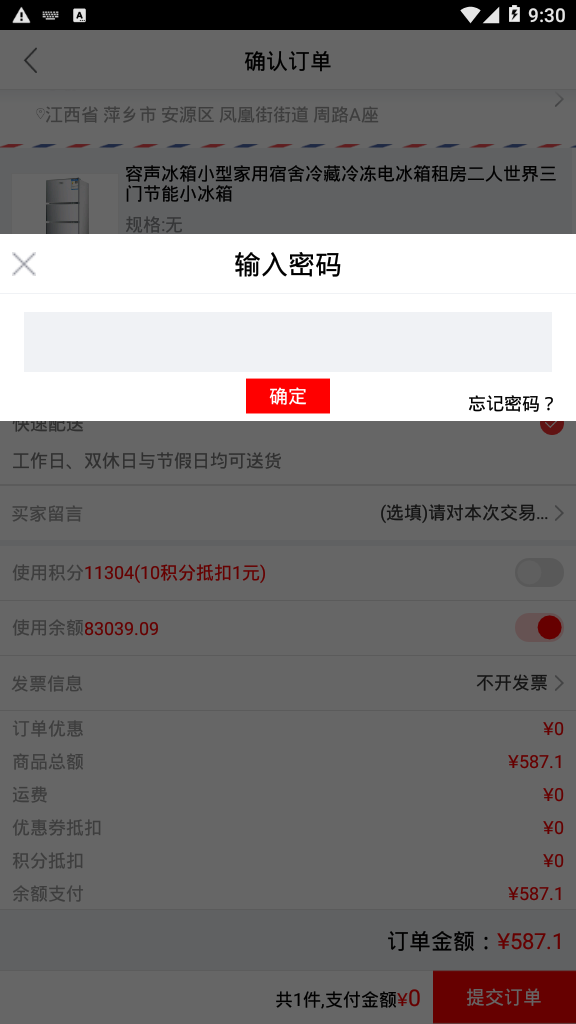 9:30
确认订单
江西省 萍乡市 安源区 凤凰街街道 周路A座
容声冰箱小型家用宿舍冷藏冷冻电冰箱租房二人世界三
门节能小冰箱
规格:无
输入密码
确定
忘记密码？
快速配送
工作日、双休日与节假日均可送货
买家留言 (选填)请对本次交易...
使用积分11304(10积分抵扣1元)
使用余额83039.09
发票信息 不开发票
订单优惠 ¥0
商品总额 ¥587.1
运费 ¥0
优惠券抵扣 ¥0
积分抵扣 ¥0
余额支付 ¥587.1
订单金额：¥587.1
共1件,支付金额¥0 提交订单